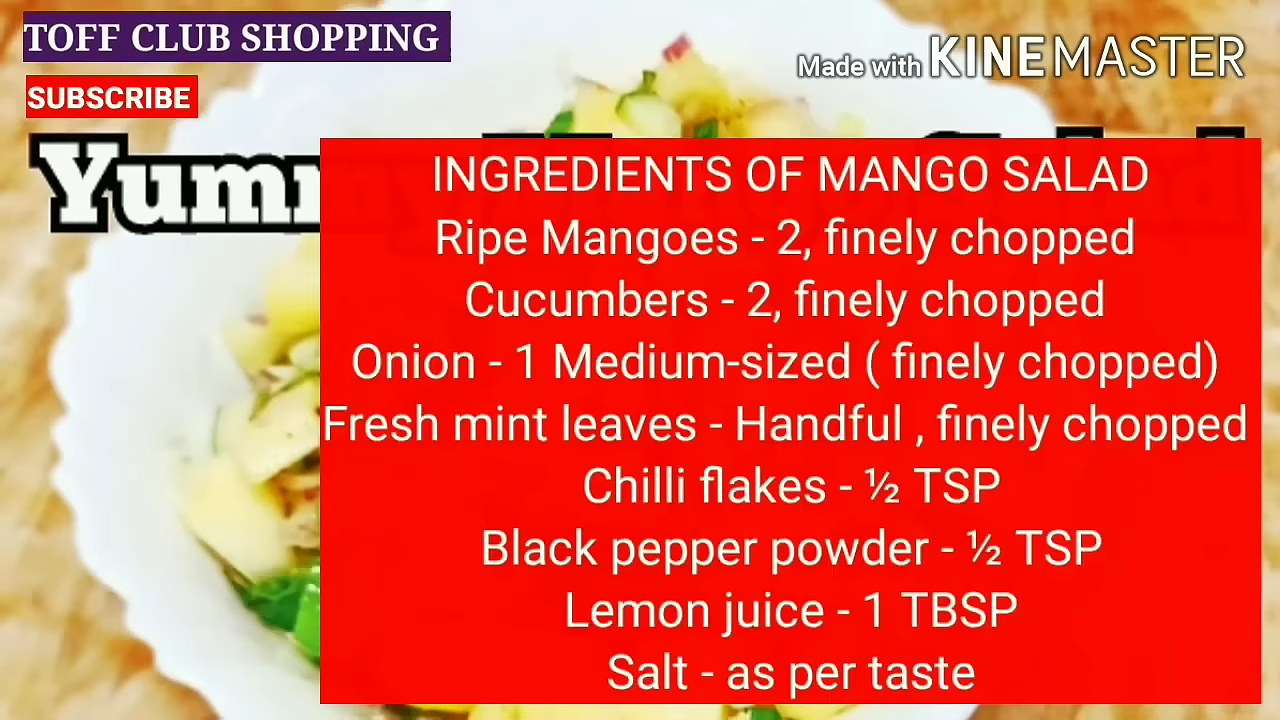 TOFF CLUB SHOPPING
Made with KINEMASTER
SUBSCRIBE
INGREDIENTS OF MANGO SALAD
Ripe Mangoes - 2, finely chopped
Cucumbers - 2, finely chopped
Onion - 1 Medium-sized ( finely chopped)
Fresh mint leaves - Handful , finely chopped
Chilli flakes - ½ TSP
Black pepper powder - ½ TSP
Lemon juice - 1 TBSP
Salt - as per taste